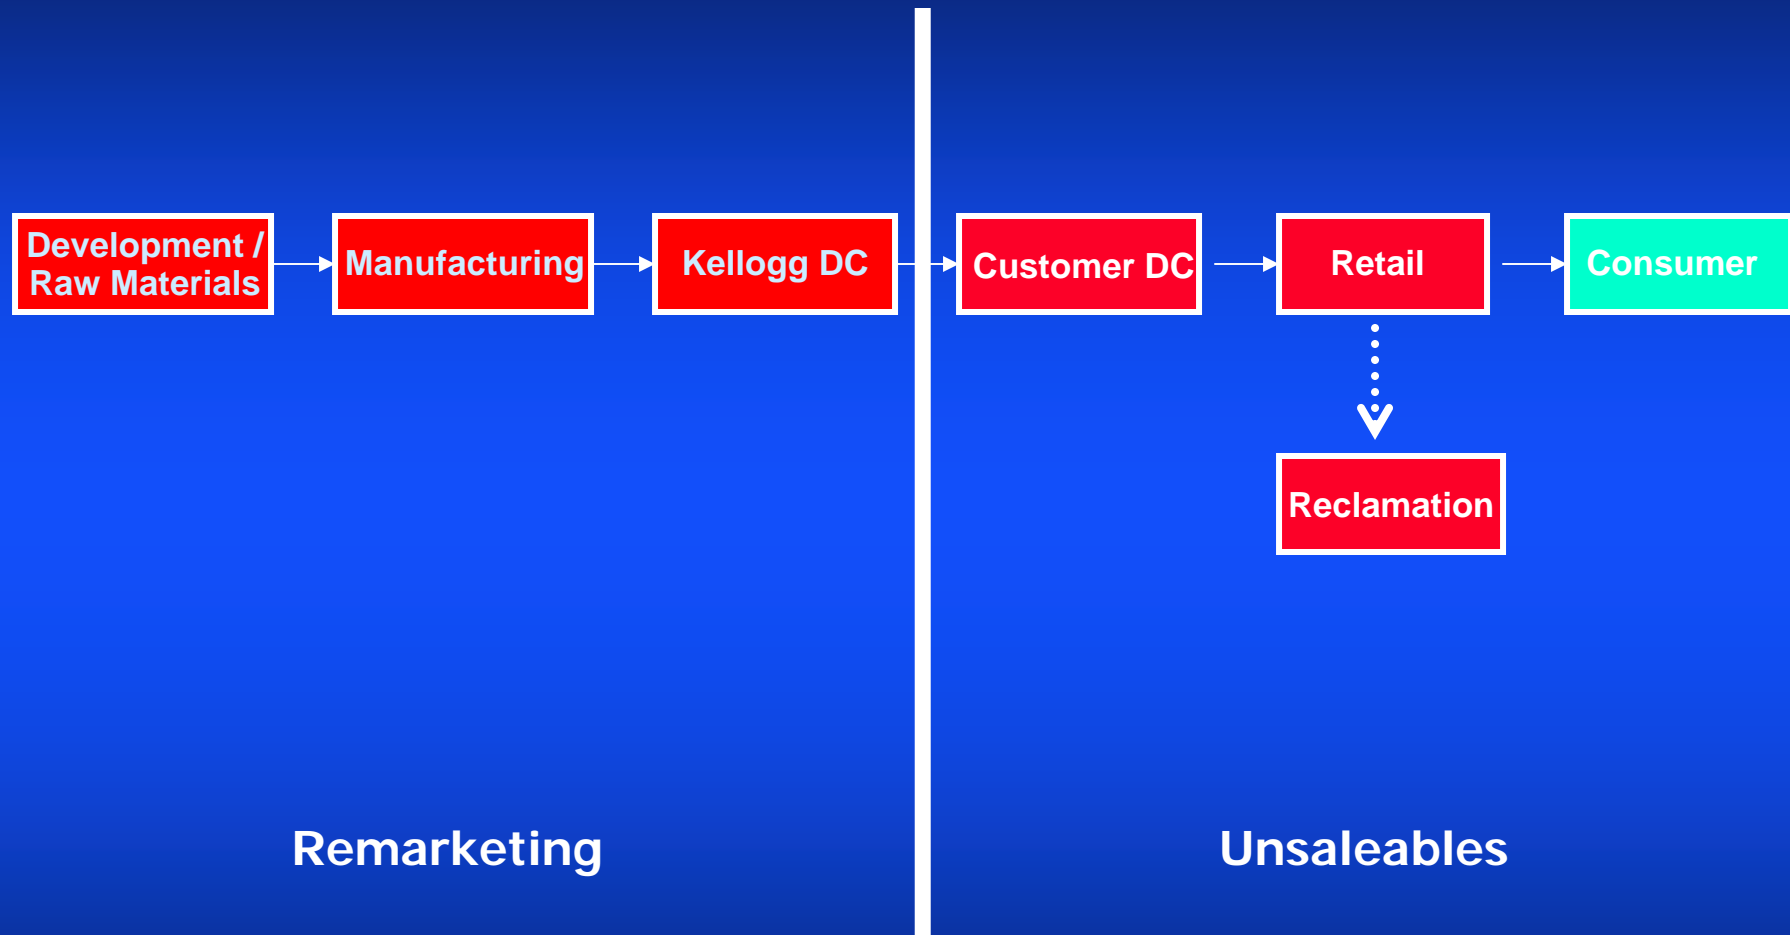 Development /
Raw Materials
Manufacturing
Kellogg DC
Customer DC
Retail
Consumer
Reclamation
Remarketing
Unsaleables